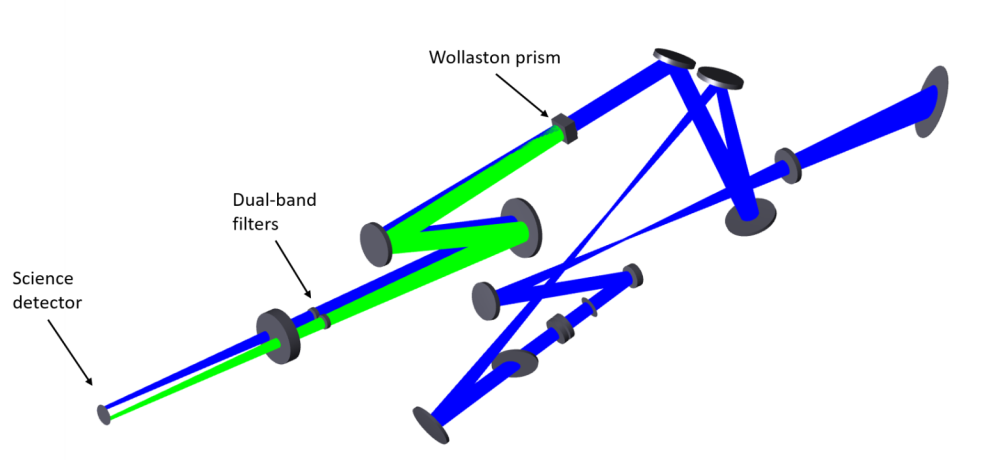 Wollaston prism
Dual-band
filters
Science
detector